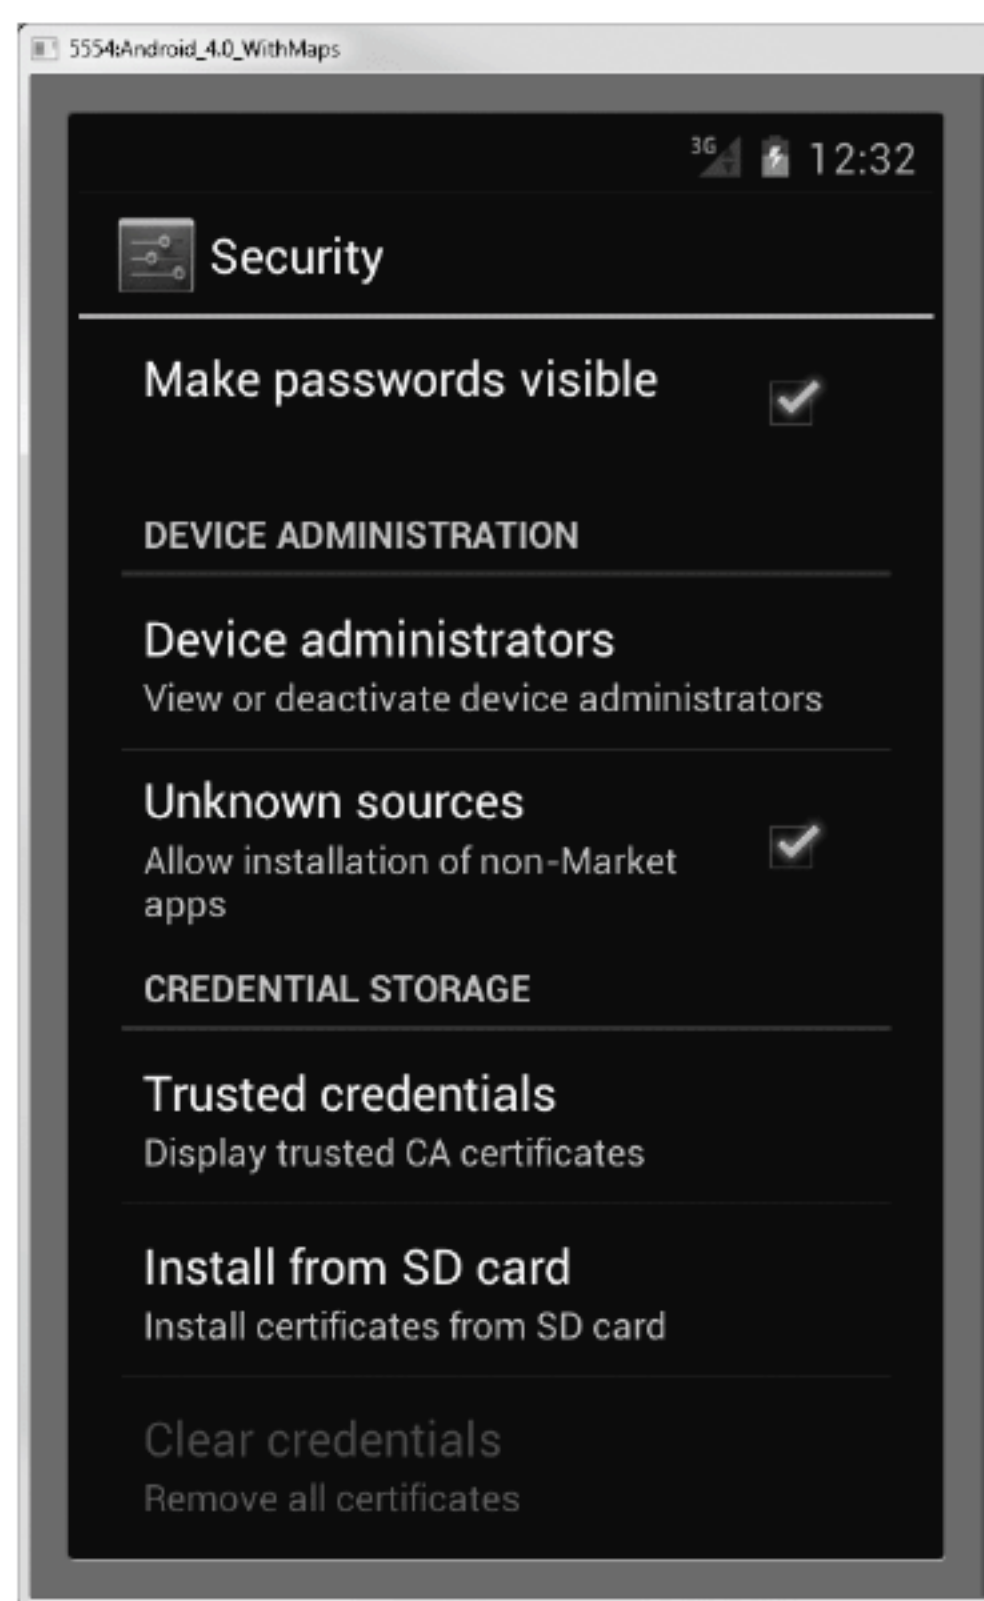 5554:Android_4.0_WithMaps
3G 12:32
Security
Make passwords visible
DEVICE ADMINISTRATION
Device administrators
View or deactivate device administrators
Unknown sources
Allow installation of non-Market
apps
CREDENTIAL STORAGE
Trusted credentials
Display trusted CA certificates
Install from SD card
Install certificates from SD card
Clear credentials
Remove all certificates